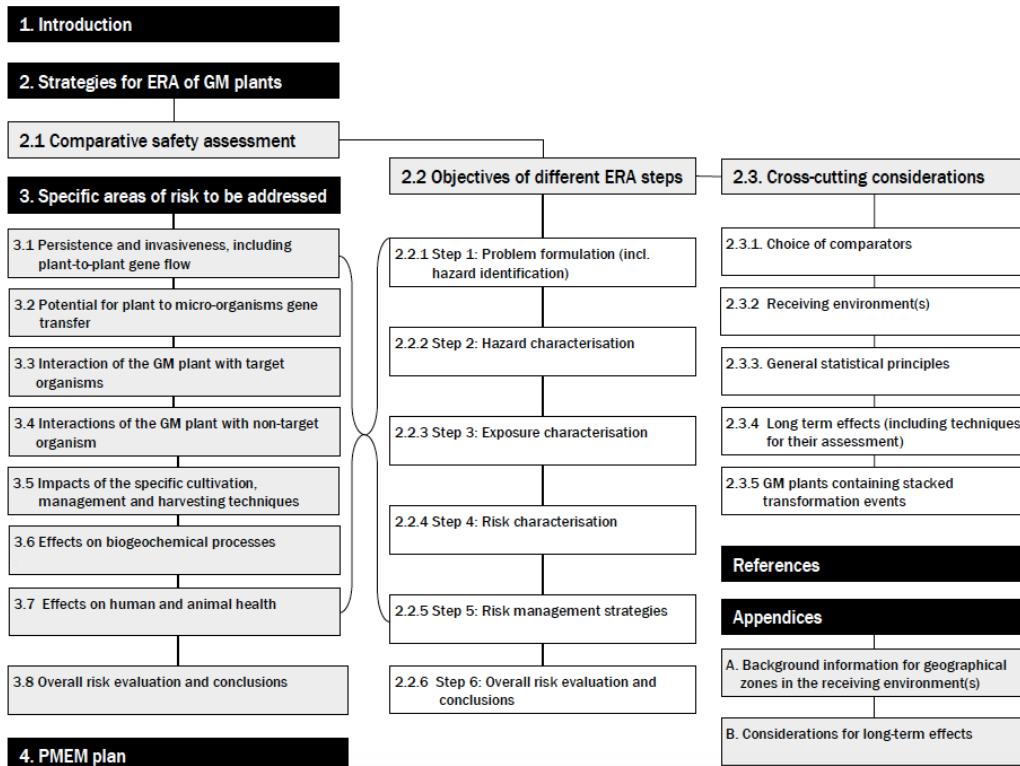 1. Introduction
2. Strategies for ERA of GM plants
2.1 Comparative safety assessment
3. Specific areas of risk to be addressed
3.1 Persistence and invasiveness, including
plant-to-plant gene flow
3.2 Potential for plant to micro-organisms gene
transfer
3.3 Interaction of the GM plant with target
organisms
3.4 Interactions of the GM plant with non-target
organism
3.5 Impacts of the specific cultivation,
management and harvesting techniques
3.6 Effects on biogeochemical processes
3.7 Effects on human and animal health
3.8 Overall risk evaluation and conclusions
4. PMEM plan
2.2 Objectives of different ERA steps
2.2.1 Step 1: Problem formulation (incl.
hazard identification)
2.2.2 Step 2: Hazard characterisation
2.2.3 Step 3: Exposure characterisation
2.2.4 Step 4: Risk characterisation
2.2.5 Step 5: Risk management strategies
2.2.6 Step 6: Overall risk evaluation and
conclusions
2.3. Cross-cutting considerations
2.3.1. Choice of comparators
2.3.2 Receiving environment(s)
2.3.3. General statistical principles
2.3.4 Long term effects (including techniques
for their assessment)
2.3.5 GM plants containing stacked
transformation events
References
Appendices
A. Background information for geographical
zones in the receiving environment(s)
B. Considerations for long-term effects